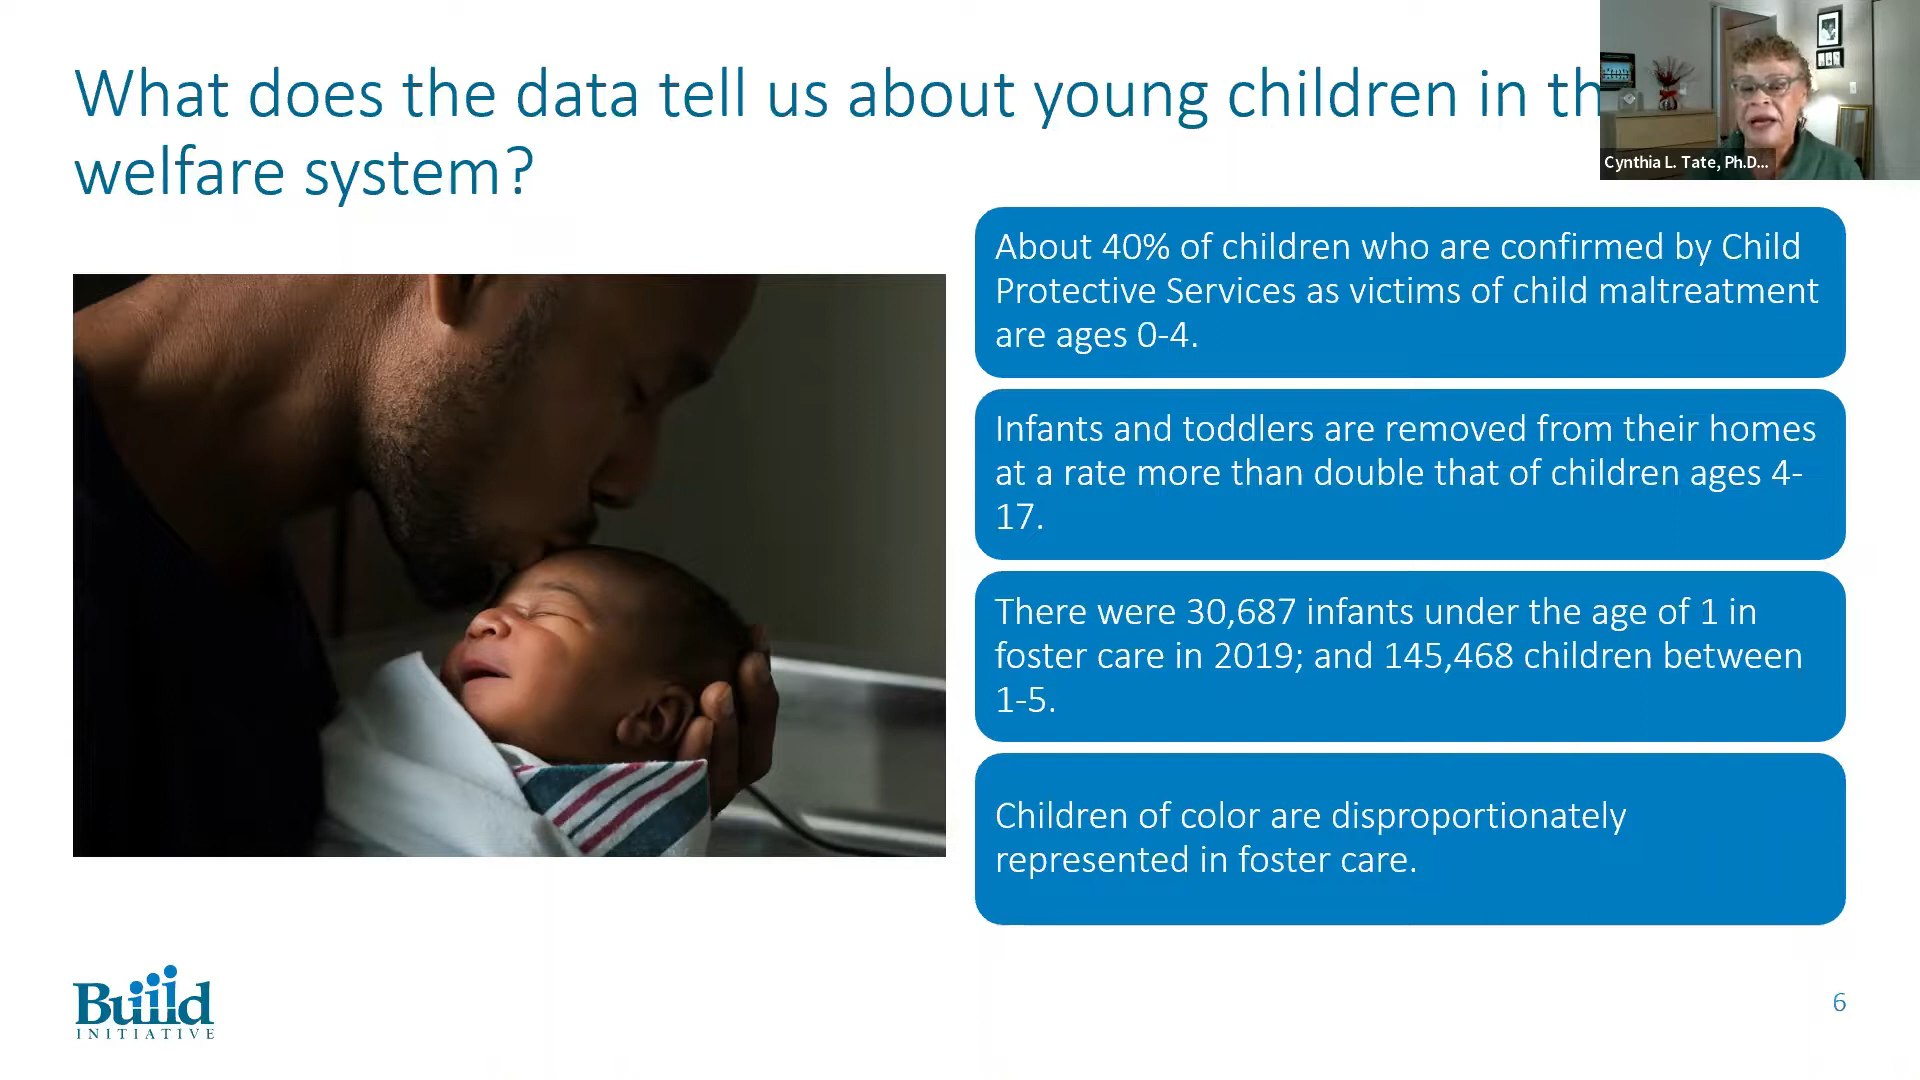 What does the data tell us about young children in th
welfare system?
Cynthia L. Tate, Ph.D...
About 40% of children who are confirmed by Child
Protective Services as victims of child maltreatment
are ages 0-4.
Infants and toddlers are removed from their homes
at a rate more than double that of children ages 4-
17.
There were 30,687 infants under the age of 1 in
foster care in 2019; and 145,468 children between
1-5.
Children of color are disproportionately
represented in foster care.
Build
INITIATIVE
6